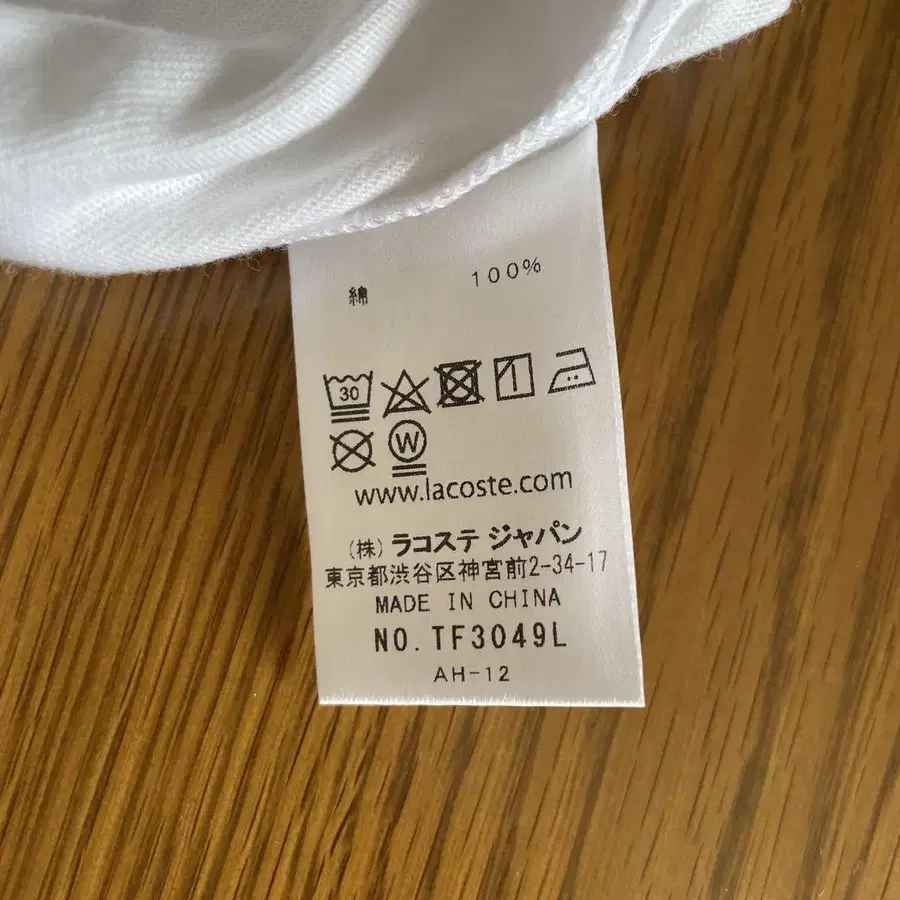 綿 100%
30
W
www.lacoste.com
(株) ラコステ ジャパン
東京都渋谷区神宮前2-34-17
MADE IN CHINA
NO. TF3049L
AH-12